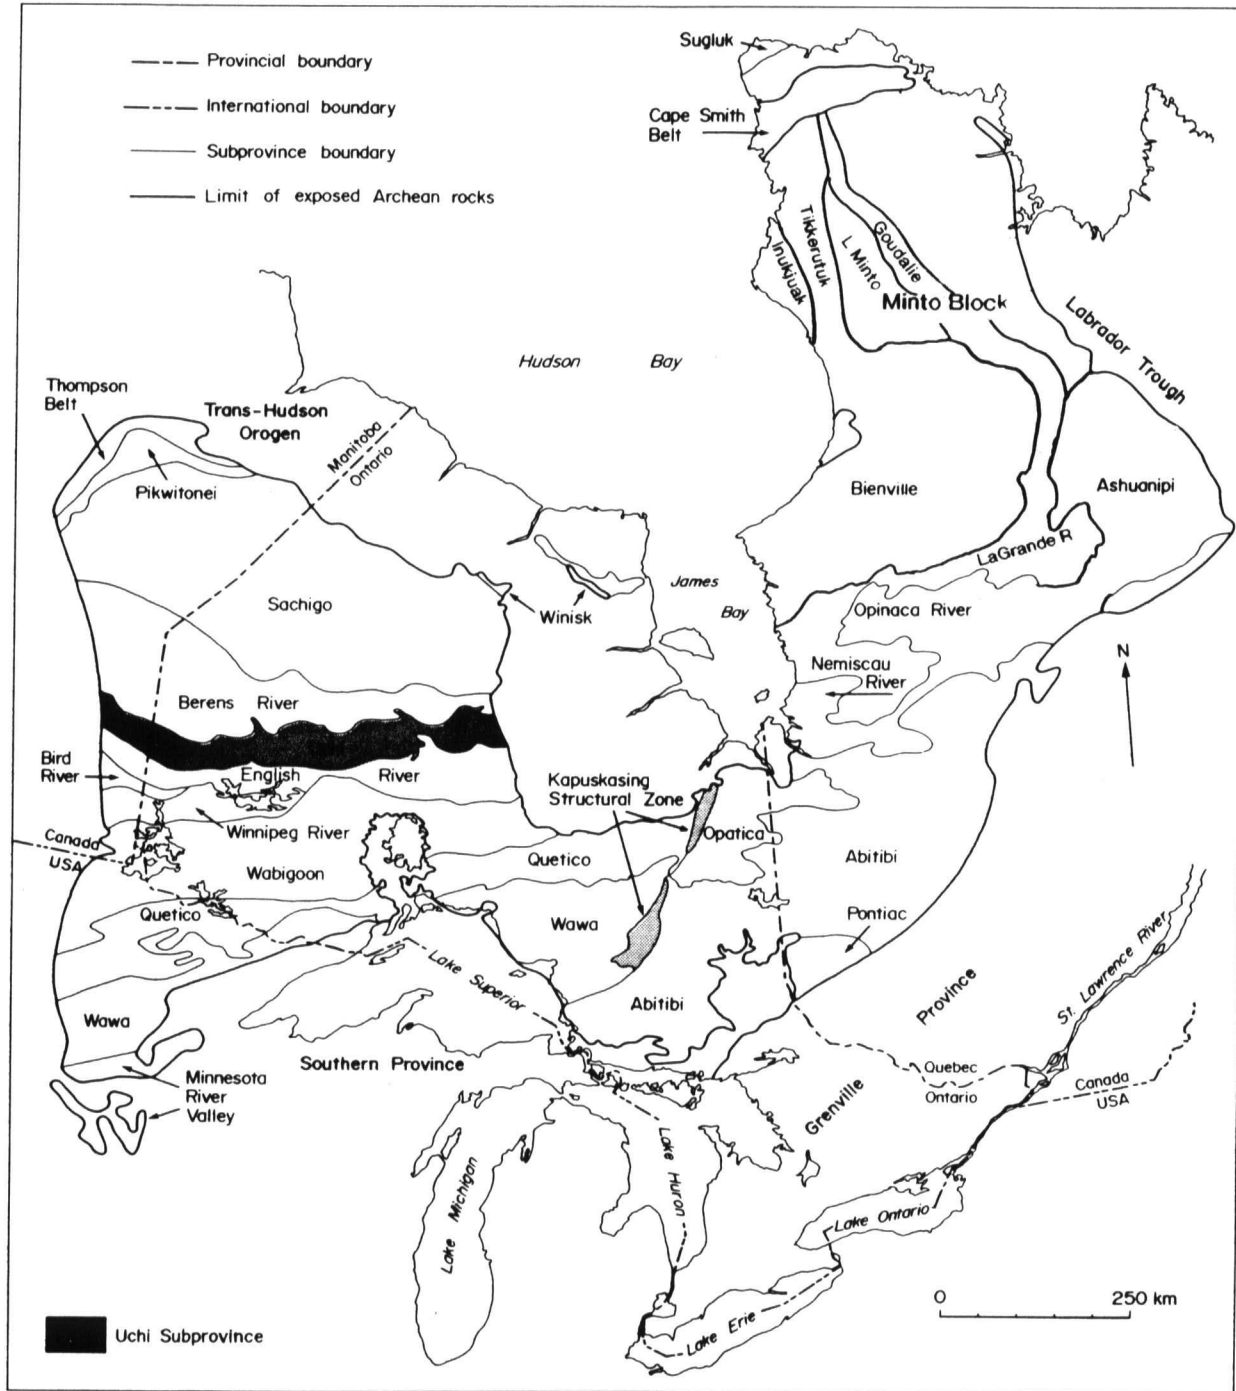 Provincial boundary
International boundary
Subprovince boundary
Limit of exposed Archean rocks
Sugluk
Cape Smith
Belt
Tikkerutuk
Inukjuak
L. Minto
Goudalie
Minto Block
Labrador Trough
Hudson Bay
Thompson
Belt
Trans-Hudson
Orogen
Manitoba
Ontario
Pikwitonei
Bienville
Ashuanipi
LaGrande R
Sachigo
Winisk
James
Bay
Opinaca River
Nemiscau
River
N
Berens River
Bird
River
English River
Kapuskasing
Structural Zone
Winnipeg River
Canada
USA
Wabigoon
Quetico
Opatica
Abitibi
Quetico
Wawa
Pontiac
Lake Superior
Abitibi
Province
St. Lawrence River
Wawa
Southern Province
Minnesota
River
Valley
Quebec
Ontario
Canada
USA
Grenville
Lake Michigan
Lake Huron
Lake Ontario
Lake Erie
0 250 km
Uchi Subprovince